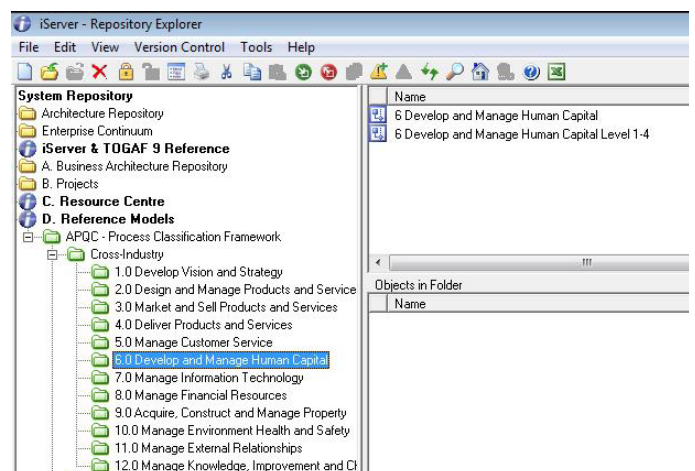 iServer - Repository Explorer
File Edit View Version Control Tools Help
System Repository
Architecture Repository
Enterprise Continuum
iServer & TOGAF 9 Reference
A. Business Architecture Repository
B. Projects
C. Resource Centre
D. Reference Models
APQC - Process Classification Framework
Cross-Industry
1.0 Develop Vision and Strategy
2.0 Design and Manage Products and Service
3.0 Market and Sell Products and Services
4.0 Deliver Products and Services
5.0 Manage Customer Service
6.0 Develop and Manage Human Capital
7.0 Manage Information Technology
8.0 Manage Financial Resources
9.0 Acquire, Construct and Manage Property
10.0 Manage Environment Health and Safety
11.0 Manage External Relationships
12.0 Manage Knowledge, Improvement and Ch
Name
6 Develop and Manage Human Capital
6 Develop and Manage Human Capital Level 1-4
Objects in Folder
Name